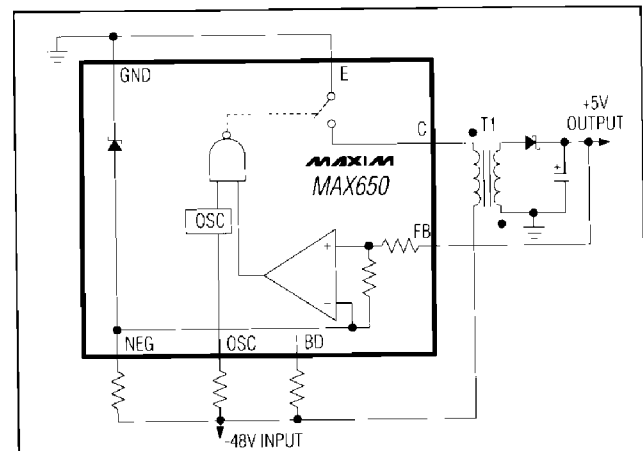 GND
E
C
T1
+5V
OUTPUT
MAXIM
MAX650
OSC
FB
+
+
−
NEG
OSC
BD
-48V INPUT